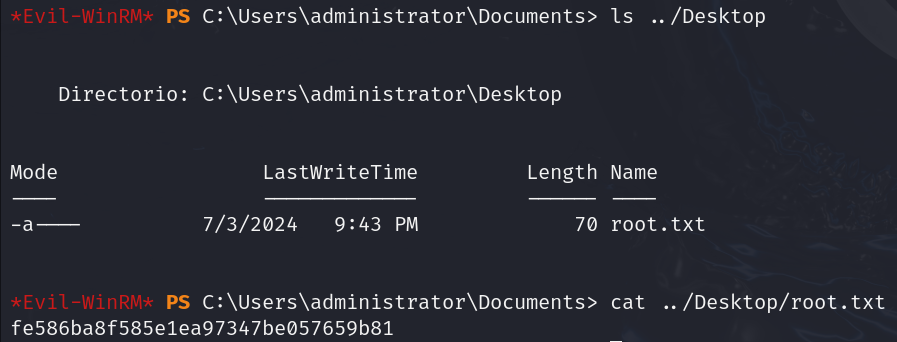 *Evil-WinRM* PS C:\Users\administrator\Documents> ls ../Desktop
Directorio: C:\Users\administrator\Desktop
Mode LastWriteTime Length Name
---- ------------- ------ ----
-a---- 7/3/2024 9:43 PM 70 root.txt
*Evil-WinRM* PS C:\Users\administrator\Documents> cat ../Desktop/root.txt
fe586ba8f585e1ea97347be057659b81